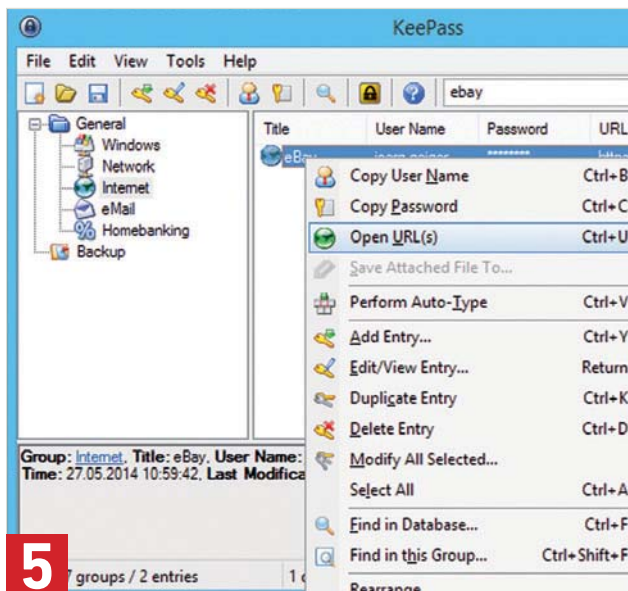 KeePass
File Edit View Tools Help
ebay
General
Windows
Network
Internet
eMail
Homebanking
Backup
Title User Name Password URL
eBay ********
Copy User Name Ctrl+B
Copy Password Ctrl+C
Open URL(s) Ctrl+U
Save Attached File To...
Perform Auto-Type Ctrl+V
Add Entry... Ctrl+Y
Edit/View Entry... Return
Duplicate Entry Ctrl+K
Delete Entry Ctrl+D
Modify All Selected...
Select All Ctrl+A
Find in Database... Ctrl+F
Find in this Group... Ctrl+Shift+F
Rearrange
Group: Internet, Title: eBay, User Name:
Time: 27.05.2014 10:59:42, Last Modifica
5
7 groups / 2 entries